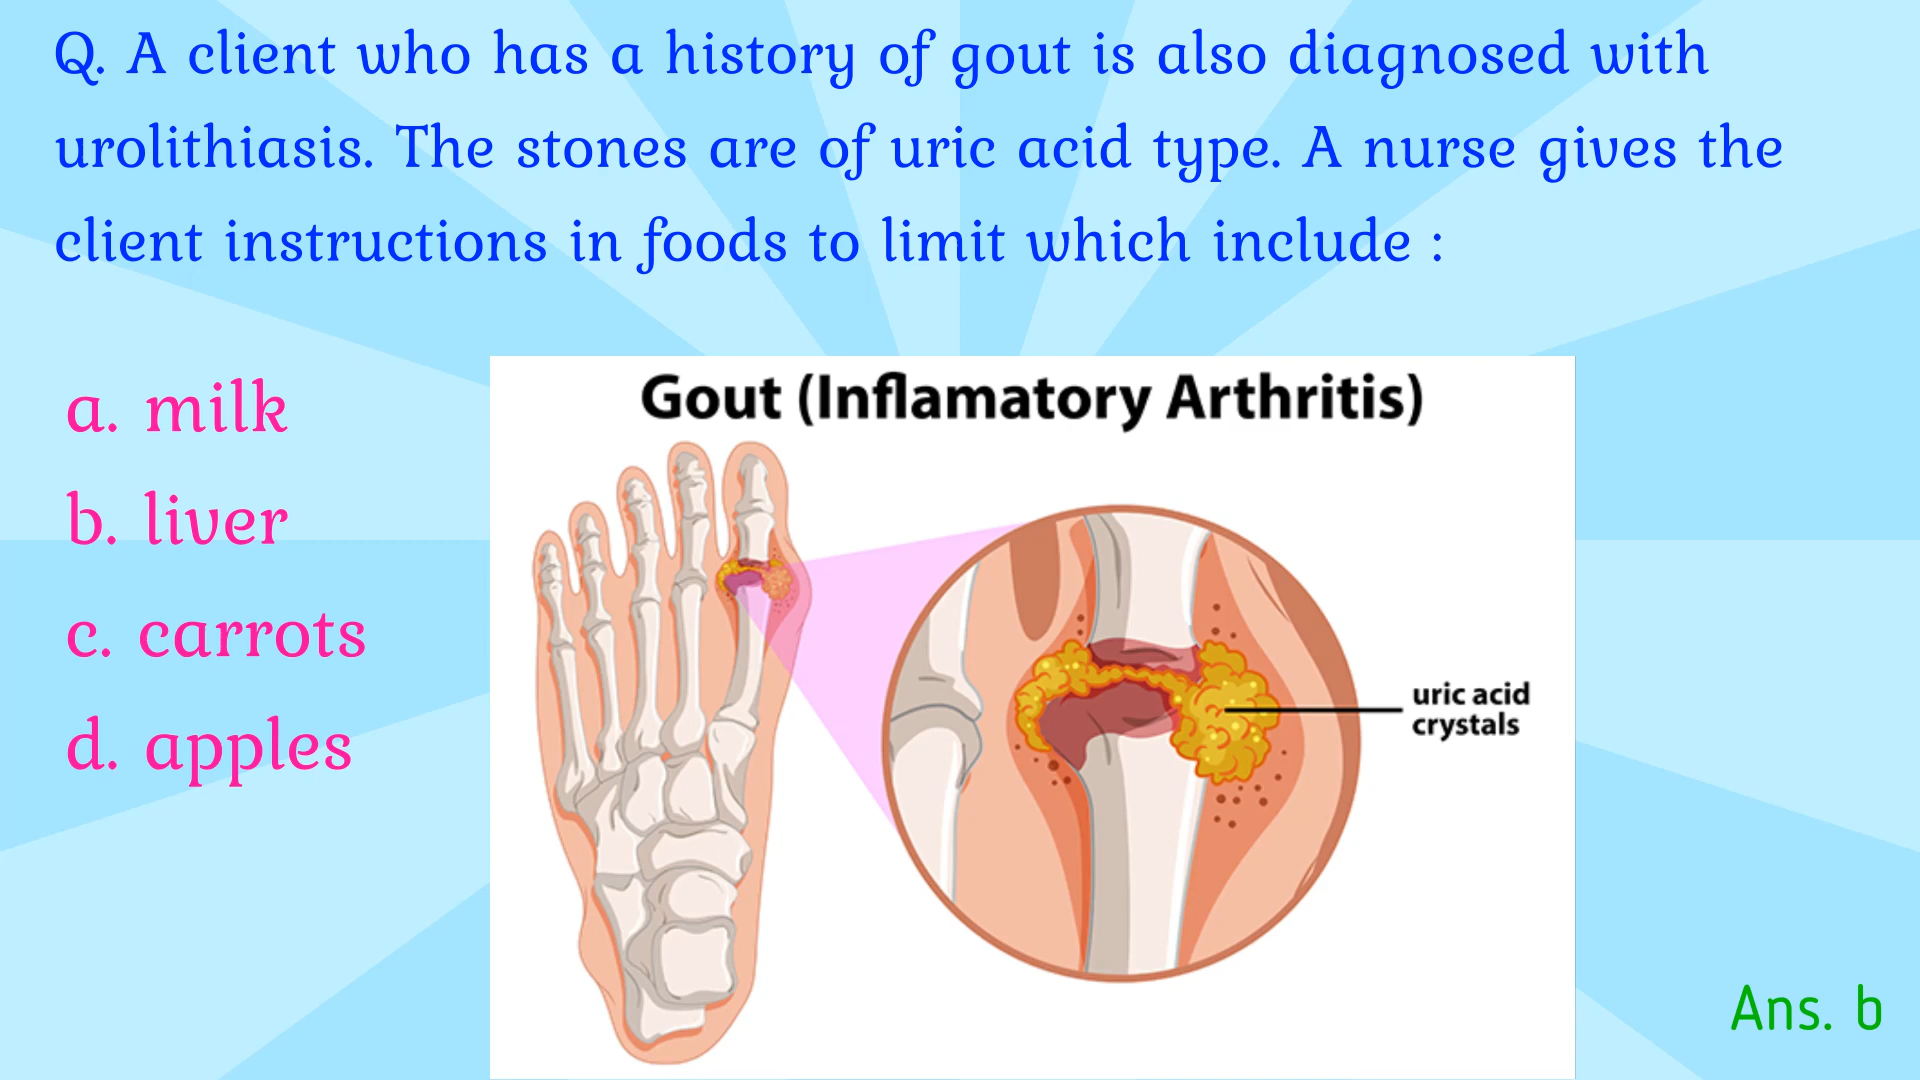 Q. A client who has a history of gout is also diagnosed with
urolithiasis. The stones are of uric acid type. A nurse gives the
client instructions in foods to limit which include :
a. milk
b. liver
c. carrots
d. apples
Gout (Inflamatory Arthritis)
uric acid
crystals
Ans. b